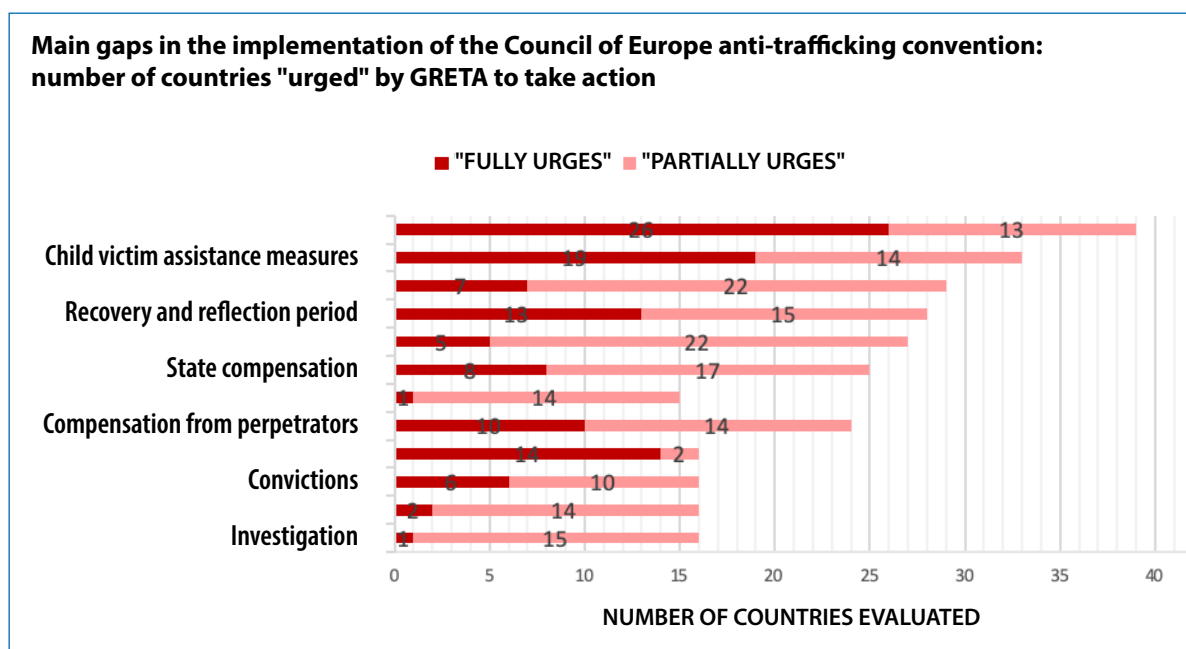 Main gaps in the implementation of the Council of Europe anti-trafficking convention:
number of countries "urged" by GRETA to take action
"FULLY URGES" "PARTIALLY URGES"
26 13
Child victim assistance measures 19 14
7 22
Recovery and reflection period 13 15
5 22
State compensation 8 17
1 14
Compensation from perpetrators 10 14
14 2
Convictions 6 10
2 14
Investigation 1 15
0 5 10 15 20 25 30 35 40
NUMBER OF COUNTRIES EVALUATED